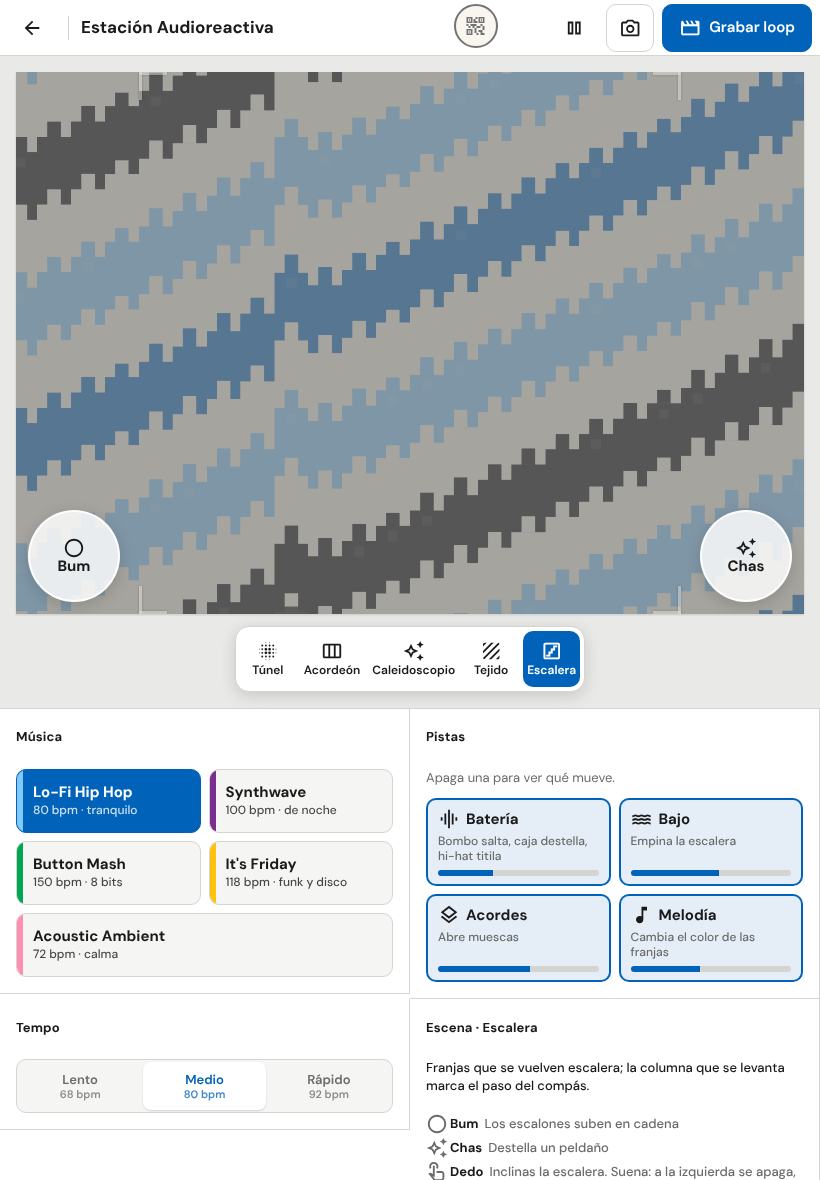 Estación Audioreactiva
Grabar loop
Bum
Chas
Túnel
Acordeón
Caleidoscopio
Tejido
Escalera
Música
Lo-Fi Hip Hop
80 bpm · tranquilo
Synthwave
100 bpm · de noche
Button Mash
150 bpm · 8 bits
It's Friday
118 bpm · funk y disco
Acoustic Ambient
72 bpm · calma
Tempo
Lento
68 bpm
Medio
80 bpm
Rápido
92 bpm
Pistas
Apaga una para ver qué mueve.
Batería
Bombo salta, caja destella,
hi-hat titila
Bajo
Empina la escalera
Acordes
Abre muescas
Melodía
Cambia el color de las
franjas
Escena · Escalera
Franjas que se vuelven escalera; la columna que se levanta
marca el paso del compás.
Bum Los escalones suben en cadena
Chas Destella un peldaño
Dedo Inclinas la escalera. Suena: a la izquierda se apaga,